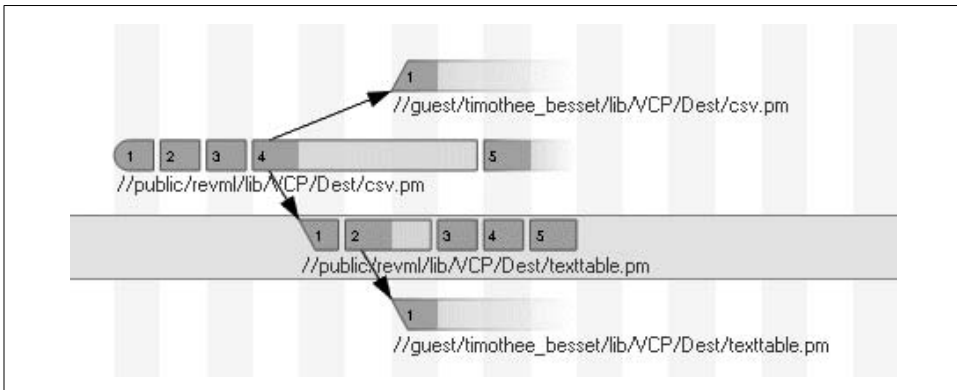 1
//guest/timothee_besset/lib/VCP/Dest/csv.pm
1 2 3 4 5
//public/revml/lib/VCP/Dest/csv.pm
1 2 3 4 5
//public/revml/lib/VCP/Dest/texttable.pm
1
//guest/timothee_besset/lib/VCP/Dest/texttable.pm